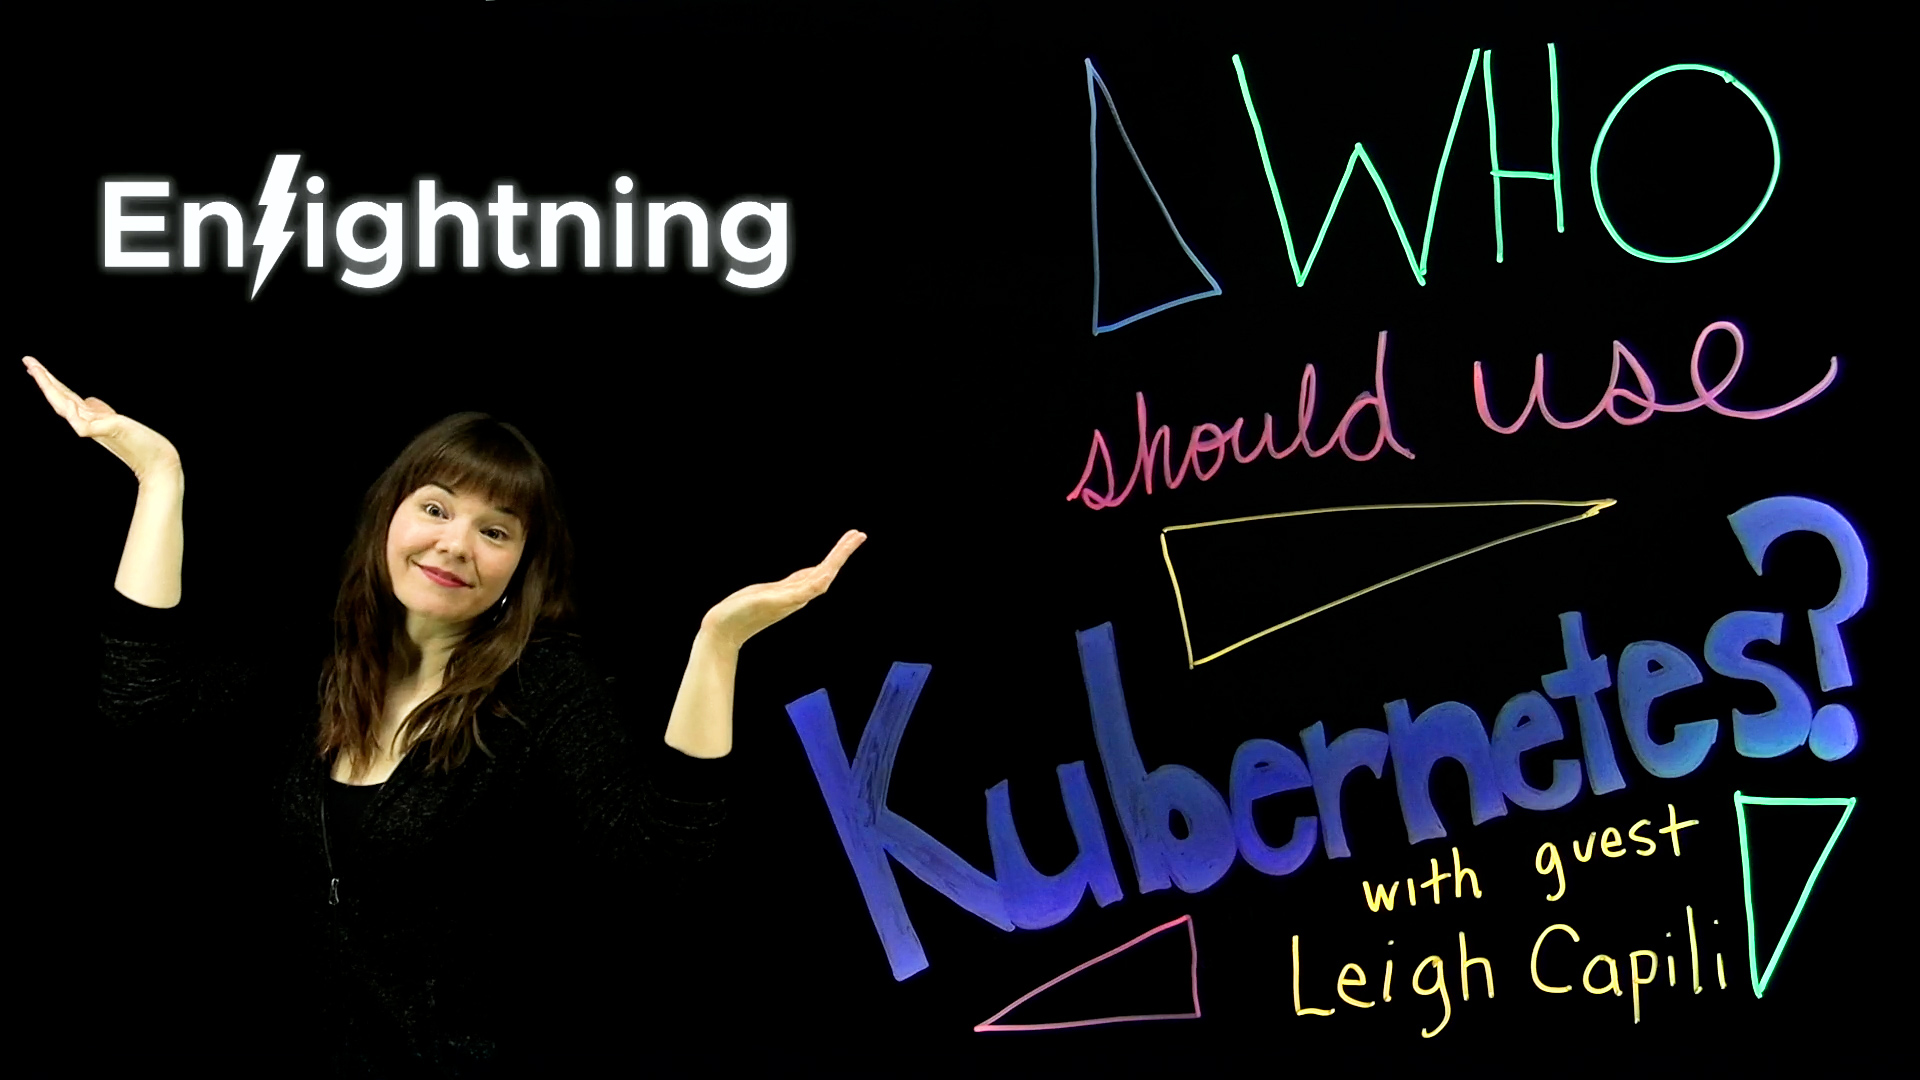 Enlightning
WHO
should use
Kubernetes?
with guest
Leigh Capili